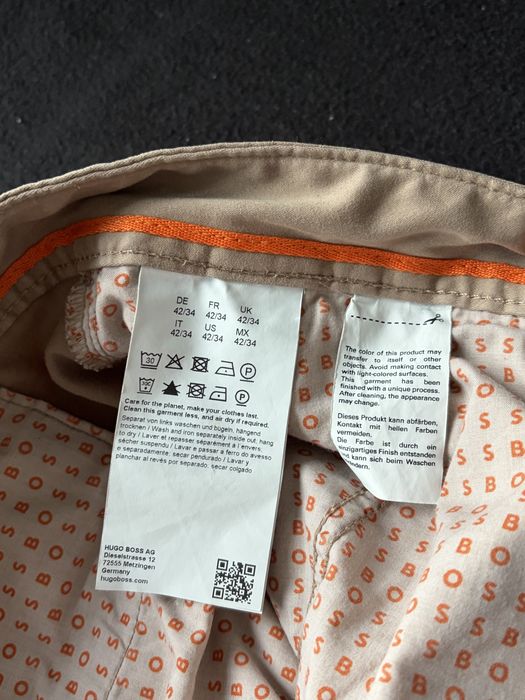 DE FR UK
42/34 42/34 42/34
IT US MX
42/34 42/34 42/34
30 P
P
Care for the planet, make your clothes last.
Clean this garment less, and air dry if required.
Separat von links waschen und bügeln, hängend
trocknen / Wash and iron separately inside out; hang
to dry / Laver et repasser séparément à l'envers;
sécher suspendu / Lavar e passar a ferro do avesso
e separadamente, secar pendurado / Lavar y
planchar al revés por separado, secar colgado
HUGO BOSS AG
Dieselstrasse 12
72555 Metzingen
Germany
hugoboss.com
The color of this product may
transfer to itself or other
objects. Avoid making contact
with light-colored surfaces.
This garment has been
finished with a unique process.
After cleaning, the appearance
may change.
Dieses Produkt kann abfärben,
Kontakt mit hellen Farben
vermeiden.
Die Farbe ist durch ein
einzigartiges Finish entstanden
und kann sich beim Waschen
BOSS